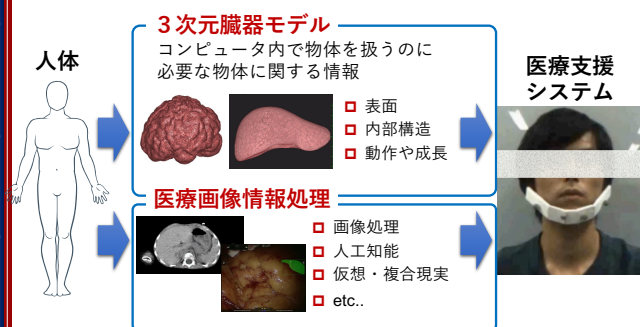 人体
３次元臓器モデル
コンピュータ内で物体を扱うのに
必要な物体に関する情報
表面
内部構造
動作や成長
医療画像情報処理
画像処理
人工知能
仮想・複合現実
etc..
医療支援
システム